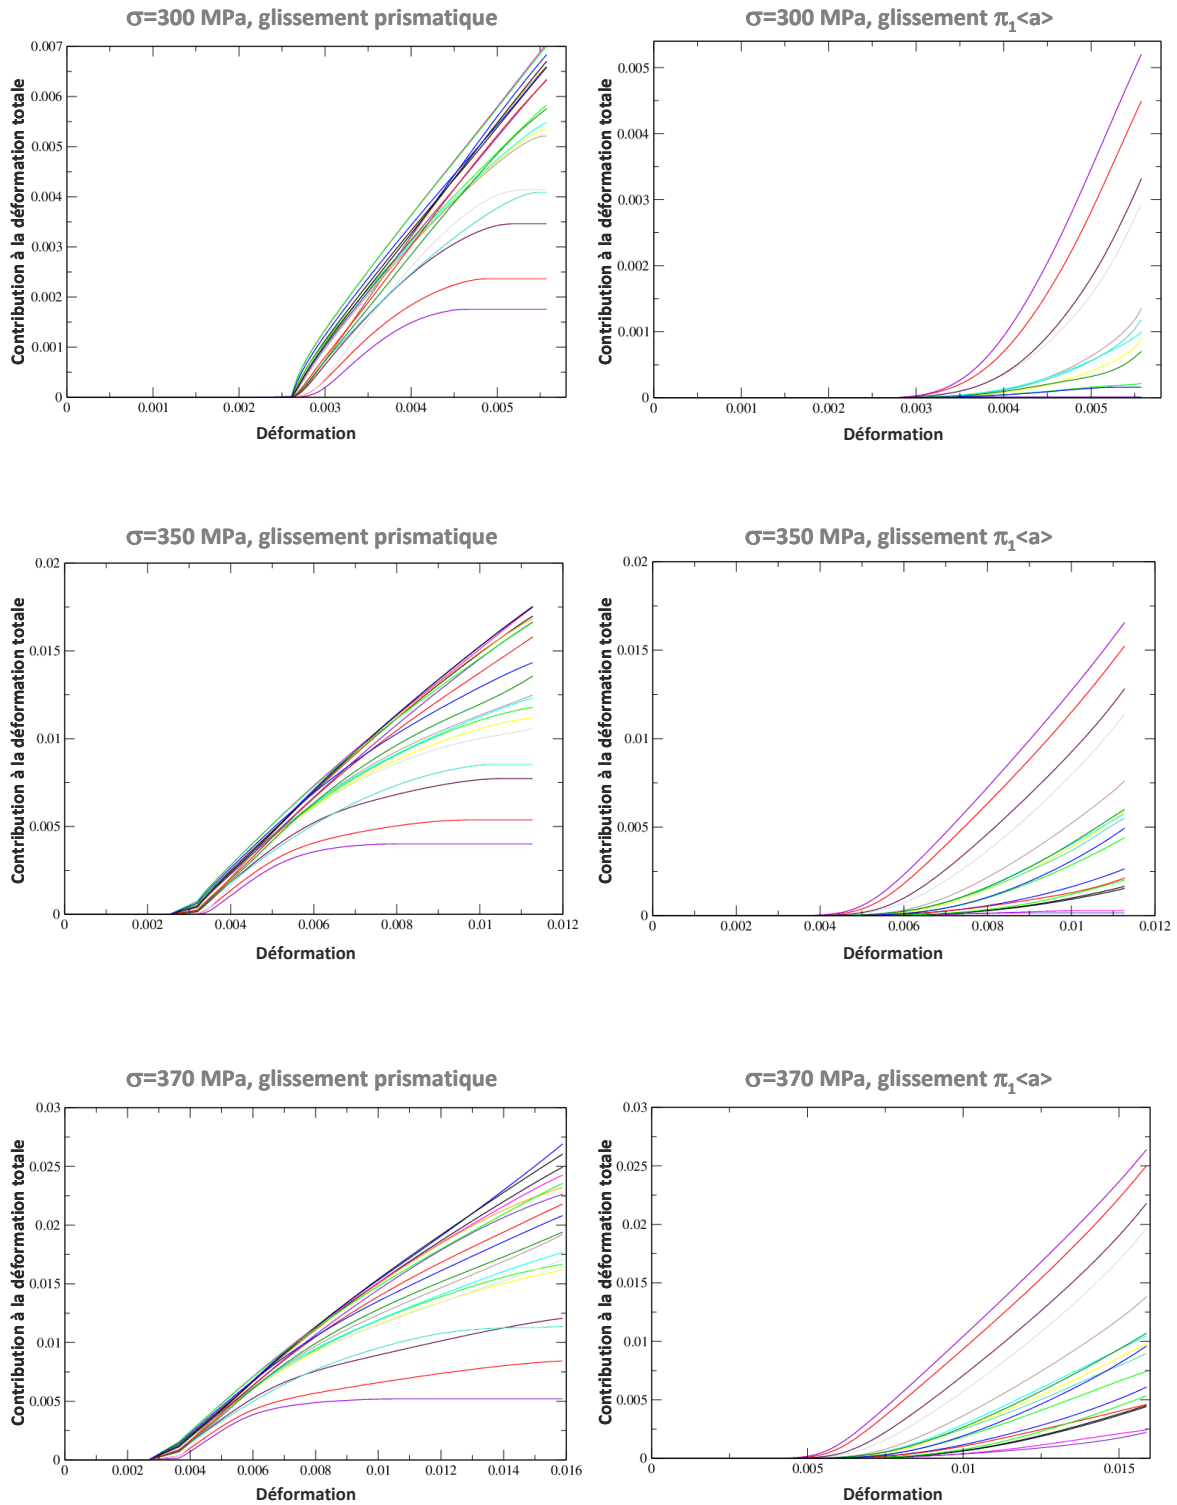 σ=300 MPa, glissement prismatique
Contribution à la déformation totale
0.007
0.006
0.005
0.004
0.003
0.002
0.001
0
0 0.001 0.002 0.003 0.004 0.005
Déformation
σ=300 MPa, glissement π1<a>
Contribution à la déformation totale
0.005
0.004
0.003
0.002
0.001
0
0 0.001 0.002 0.003 0.004 0.005
Déformation
σ=350 MPa, glissement prismatique
Contribution à la déformation totale
0.02
0.015
0.01
0.005
0
0 0.002 0.004 0.006 0.008 0.01 0.012
Déformation
σ=350 MPa, glissement π1<a>
Contribution à la déformation totale
0.02
0.015
0.01
0.005
0
0 0.002 0.004 0.006 0.008 0.01 0.012
Déformation
σ=370 MPa, glissement prismatique
Contribution à la déformation totale
0.03
0.025
0.02
0.015
0.01
0.005
0
0 0.002 0.004 0.006 0.008 0.01 0.012 0.014 0.016
Déformation
σ=370 MPa, glissement π1<a>
Contribution à la déformation totale
0.03
0.025
0.02
0.015
0.01
0.005
0
0 0.005 0.01 0.015
Déformation